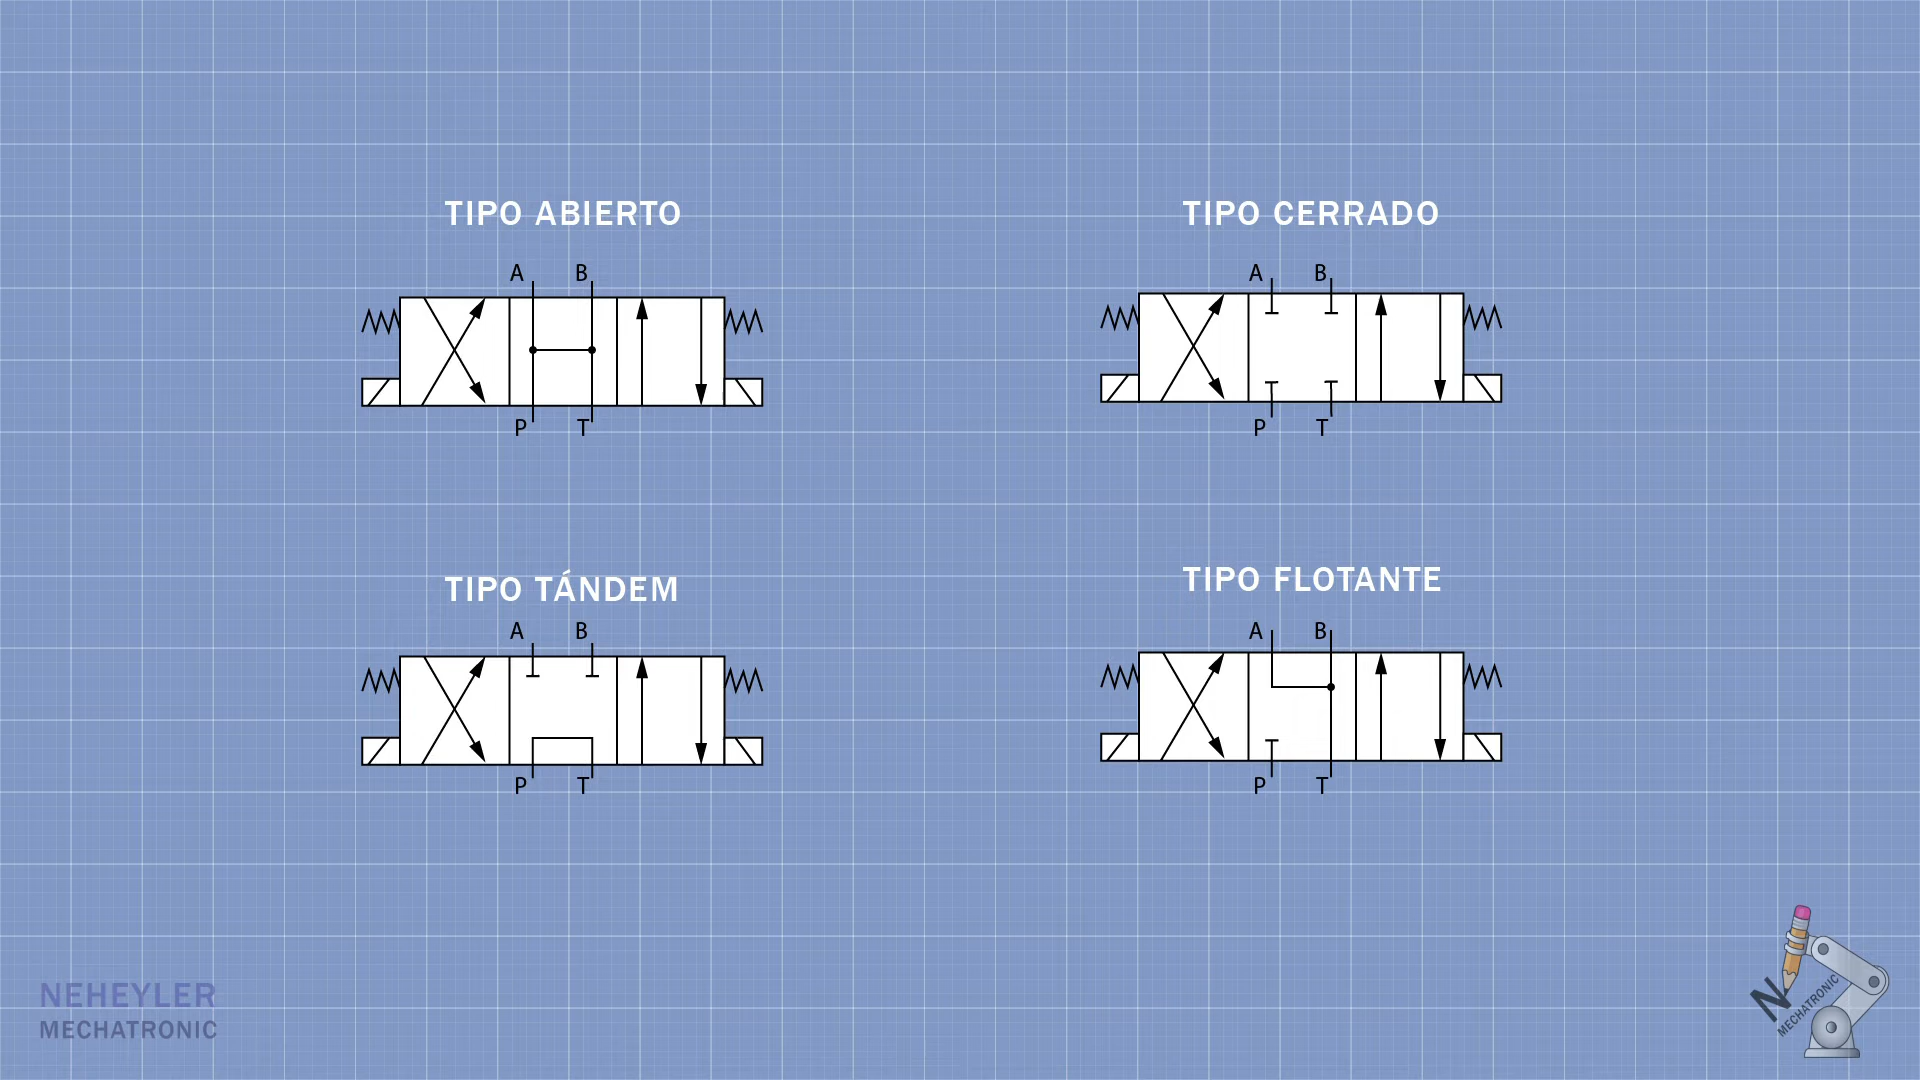 TIPO ABIERTO
A B
P T
TIPO CERRADO
A B
P T
TIPO TÁNDEM
A B
P T
TIPO FLOTANTE
A B
P T
NEHEYLER
MECHATRONIC
N
MECHATRONIC